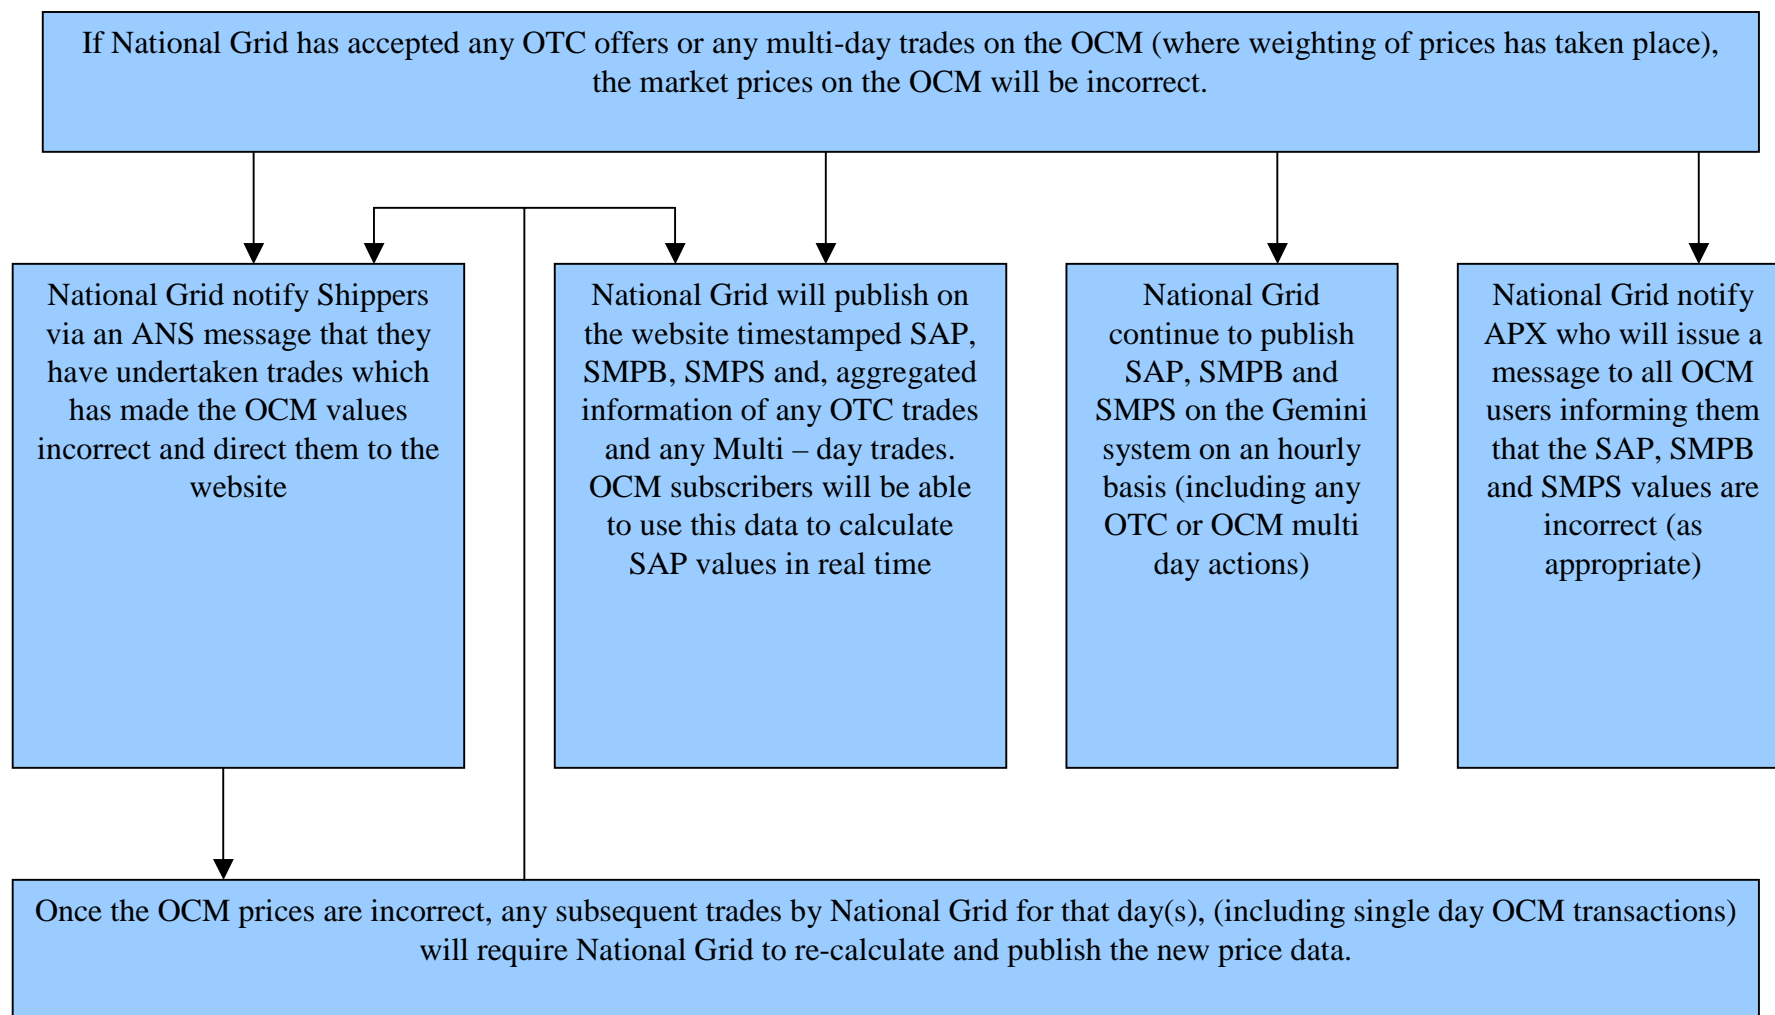 If National Grid has accepted any OTC offers or any multi-day trades on the OCM (where weighting of prices has taken place),
the market prices on the OCM will be incorrect.
National Grid notify Shippers
via an ANS message that they
have undertaken trades which
has made the OCM values
incorrect and direct them to the
website
National Grid will publish on
the website timestamped SAP,
SMPB, SMPS and, aggregated
information of any OTC trades
and any Multi – day trades.
OCM subscribers will be able
to use this data to calculate
SAP values in real time
National Grid
continue to publish
SAP, SMPB and
SMPS on the Gemini
system on an hourly
basis (including any
OTC or OCM multi
day actions)
National Grid notify
APX who will issue a
message to all OCM
users informing them
that the SAP, SMPB
and SMPS values are
incorrect (as
appropriate)
Once the OCM prices are incorrect, any subsequent trades by National Grid for that day(s), (including single day OCM transactions)
will require National Grid to re-calculate and publish the new price data.